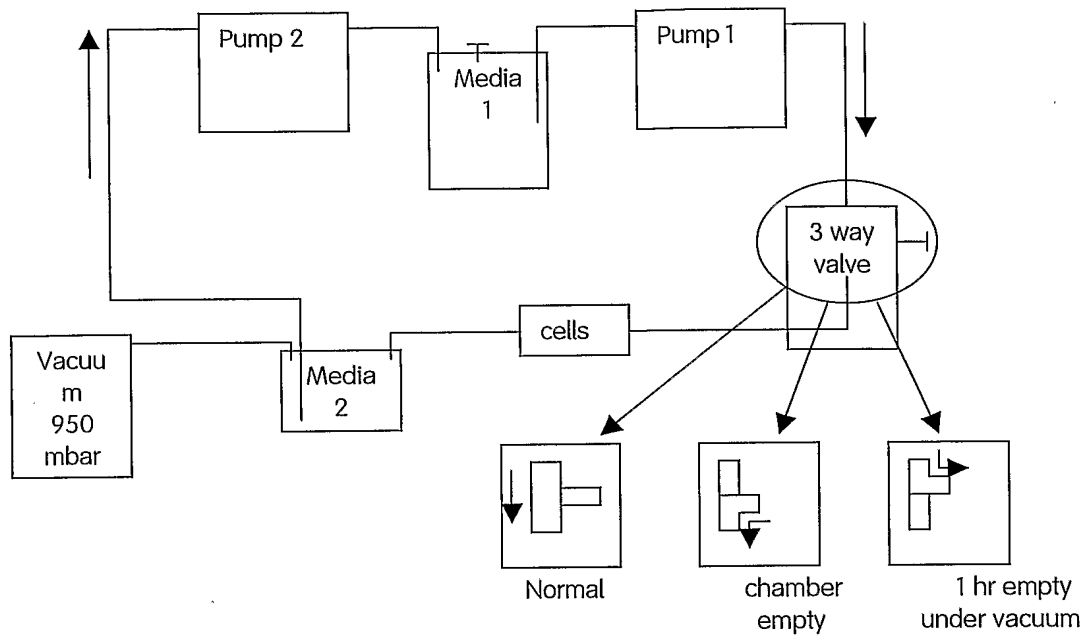 Pump 2
Media
1
Pump 1
3 way
valve
cells
Vacuu
m
950
mbar
Media
2
Normal
chamber
empty
1 hr empty
under vacuum